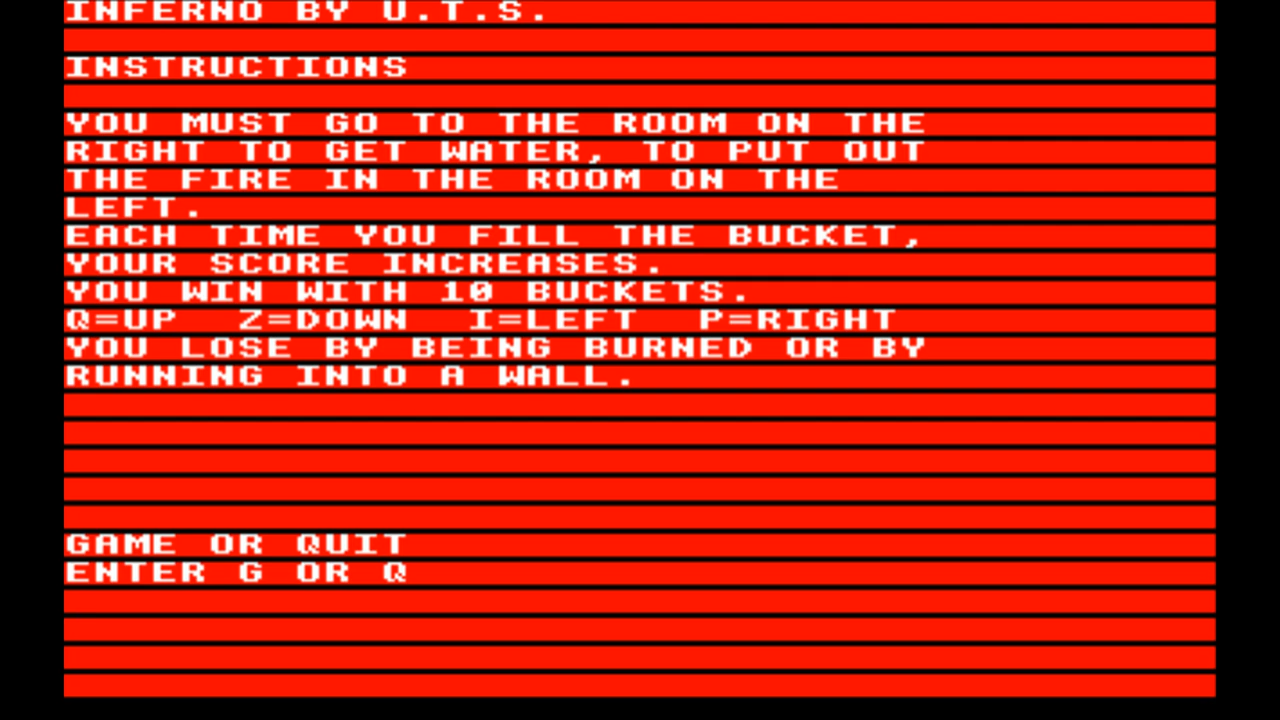 INFERNO BY U.T.S.
INSTRUCTIONS
YOU MUST GO TO THE ROOM ON THE
RIGHT TO GET WATER, TO PUT OUT
THE FIRE IN THE ROOM ON THE
LEFT.
EACH TIME YOU FILL THE BUCKET,
YOUR SCORE INCREASES.
YOU WIN WITH 10 BUCKETS.
Q=UP  Z=DOWN  I=LEFT  P=RIGHT
YOU LOSE BY BEING BURNED OR BY
RUNNING INTO A WALL.
GAME OR QUIT
ENTER G OR Q